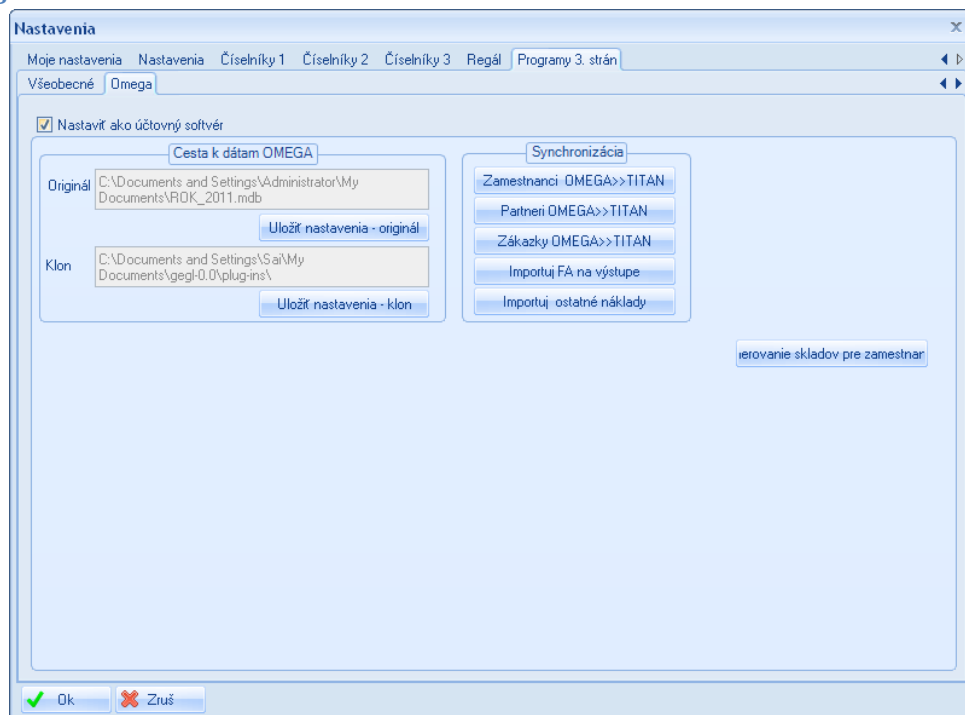 Nastavenia
Moje nastavenia Nastavenia Číselníky 1 Číselníky 2 Číselníky 3 Regál Programy 3. strán
Všeobecné Omega
Nastaviť ako účtovný softvér
Cesta k dátam OMEGA
Originál
C:\Documents and Settings\Administrator\My
Documents\ROK_2011.mdb
Uložiť nastavenia - originál
Klon
C:\Documents and Settings\Sai\My
Documents\gegl-0.0\plug-ins\
Uložiť nastavenia - klon
Synchronizácia
Zamestnanci OMEGA>>TITAN
Partneri OMEGA>>TITAN
Zákazky OMEGA>>TITAN
Importuj FA na výstupe
Importuj ostatné náklady
ierovanie skladov pre zamestnar
Ok Zruš